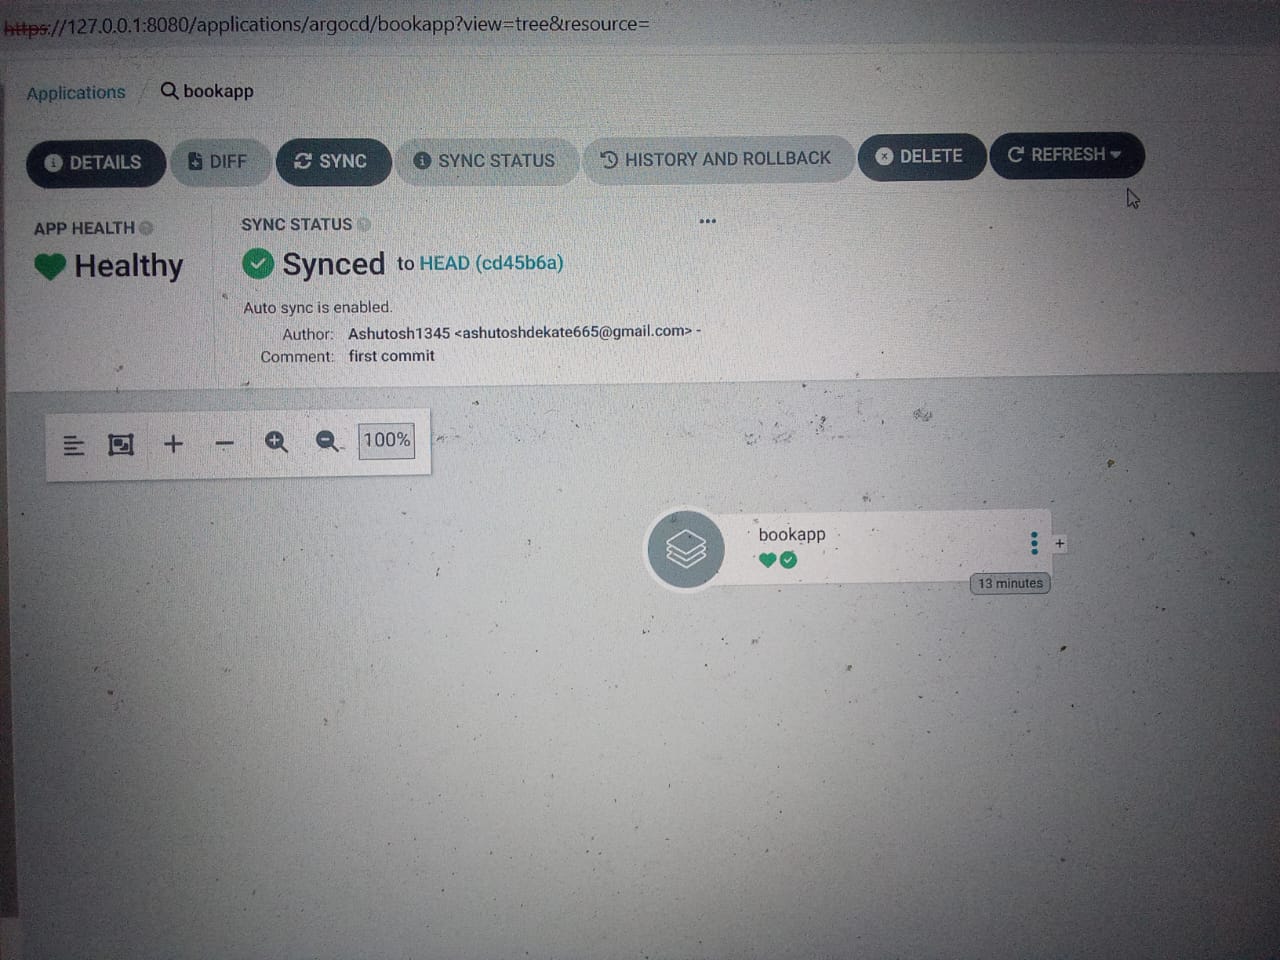 https://127.0.0.1:8080/applications/argocd/bookapp?view=tree&resource=
Applications / bookapp
DETAILS DIFF SYNC SYNC STATUS HISTORY AND ROLLBACK DELETE REFRESH
APP HEALTH
Healthy
SYNC STATUS
Synced to HEAD (cd45b6a)
Auto sync is enabled.
Author: Ashutosh1345 <ashutoshdekate665@gmail.com> -
Comment: first commit
100%
bookapp
13 minutes